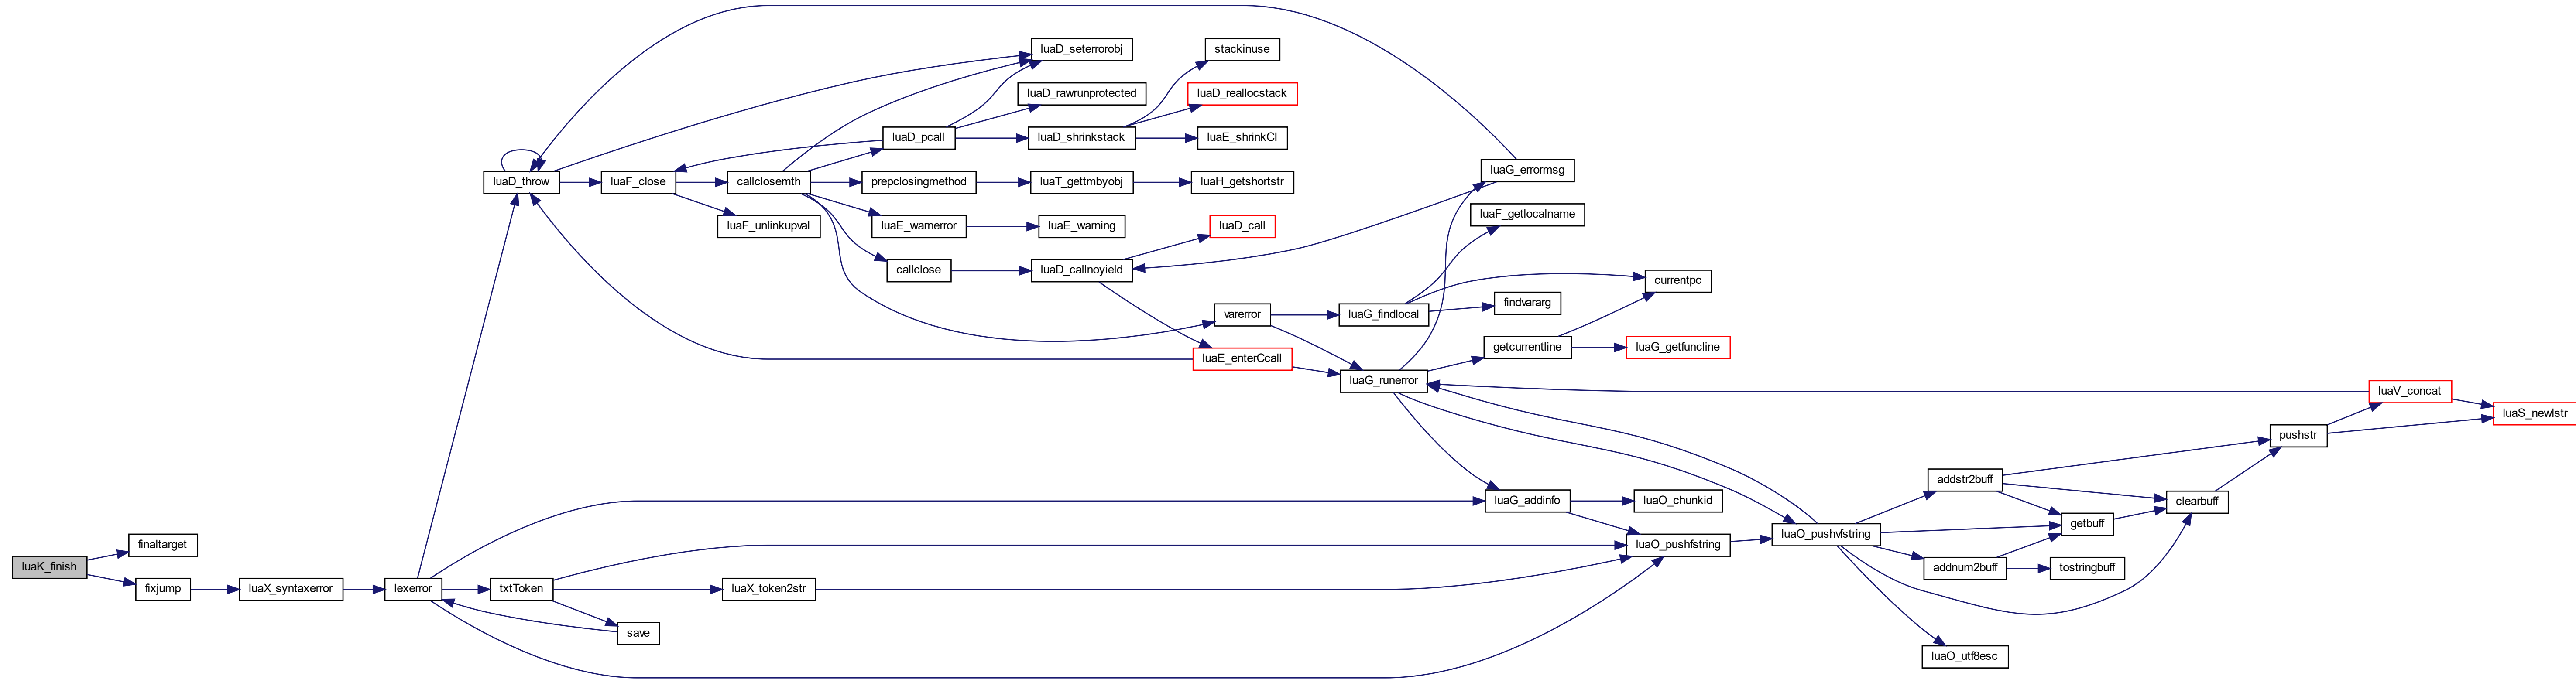 luaD_seterrorobj
stackinuse
luaD_rawrunprotected
luaD_reallocstack
luaD_pcall
luaD_shrinkstack
luaE_shrinkCI
luaG_errormsg
luaD_throw
luaF_close
callclosemth
prepclosingmethod
luaT_gettmbyobj
luaH_getshortstr
luaF_getlocalname
luaF_unlinkupval
luaE_warnerror
luaE_warning
luaD_call
callclose
luaD_callnoyield
currentpc
findvararg
varerror
luaG_findlocal
getcurrentline
luaG_getfuncline
luaE_enterCcall
luaG_runerror
luaV_concat
luaS_newlstr
pushstr
addstr2buff
luaG_addinfo
luaO_chunkid
clearbuff
getbuff
luaO_pushvfstring
finaltarget
luaO_pushfstring
luaK_finish
addnum2buff
tostringbuff
fixjump
luaX_syntaxerror
lexerror
txtToken
luaX_token2str
save
luaO_utf8esc